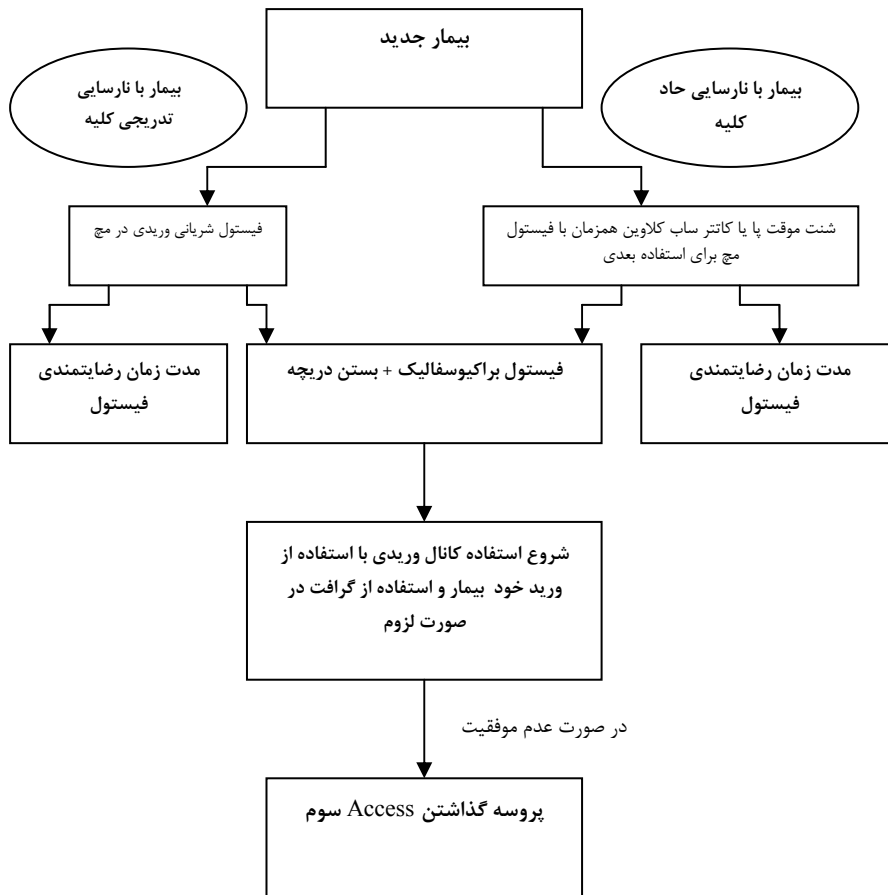 بیمار جدید
بیمار با نارسایی حاد
کلیه
بیمار با نارسایی
تدریجی کلیه
شنت موقت پا یا کاتتر ساب کلاوین همزمان با فیستول
مچ برای استفاده بعدی
فیستول شریانی وریدی در مچ
مدت زمان رضایتمندی
فیستول
فیستول براکیوسفالیک + بستن دریچه
مدت زمان رضایتمندی
فیستول
شروع استفاده کانال وریدی با استفاده از
ورید خود بیمار و استفاده از گرافت در
صورت لزوم
در صورت عدم موفقیت
پروسه گذاشتن Access سوم